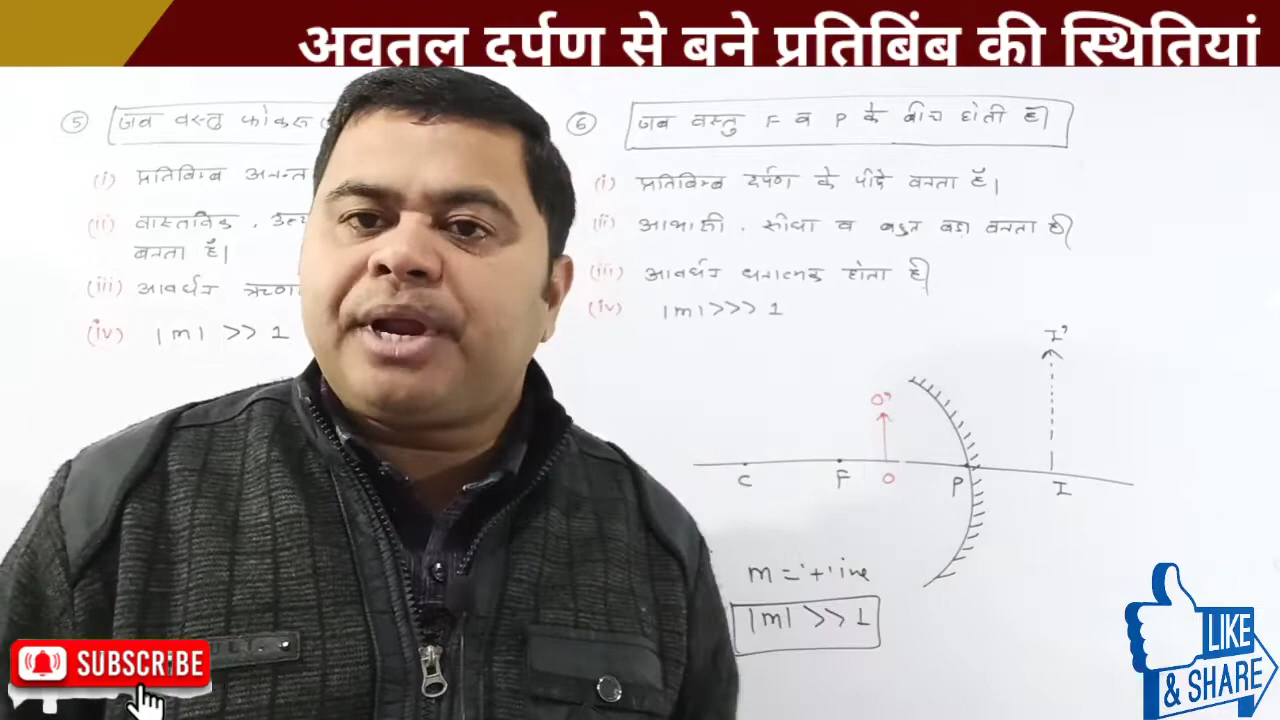 अवतल दर्पण से बने प्रतिबिंब की स्थितियां
⑤ जब वस्तु फोकस
(i) प्रतिबिम्ब अनन्त
(ii) वास्तविक, उल्
बनता है।
(iii) आवर्धन ऋणा
(iv) |m| >> 1
⑥ जब वस्तु F व P के बीच होती है।
(i) प्रतिबिम्ब दर्पण के पीछे बनता है।
(ii) आभासी, सीधा व बहुत बड़ा बनता है।
(iii) आवर्धन धनात्मक होता है।
(iv) |m| >>> 1
I'
O'
C F O P I
m = '+'ive
|m| >> 1
SUBSCRIBE
LIKE
& SHARE